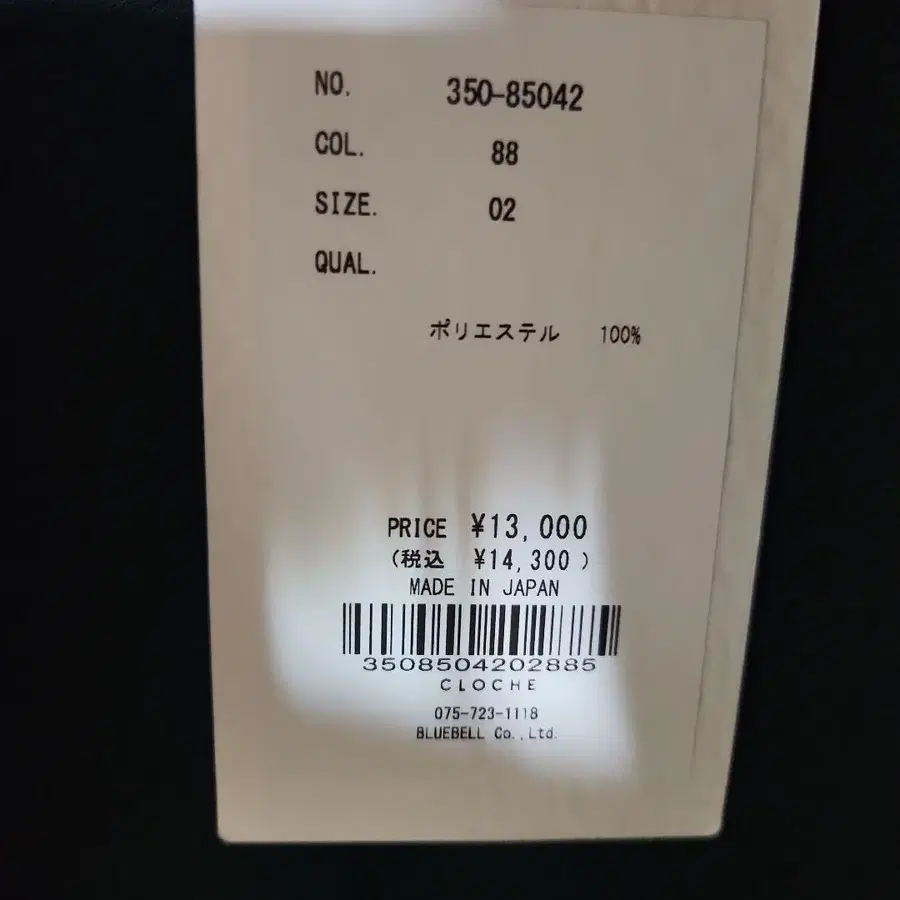 NO. 350-85042
COL. 88
SIZE. 02
QUAL.
ポリエステル 100%
PRICE ¥13,000
(税込 ¥14,300 )
MADE IN JAPAN
3508504202885
CLOCHE
075-723-1118
BLUEBELL Co.,Ltd.